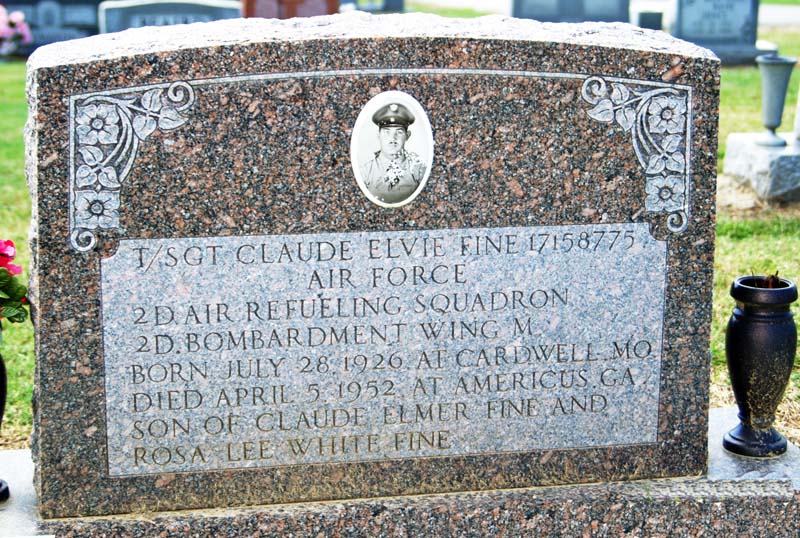 T/SGT CLAUDE ELVIE FINE 17158775
AIR FORCE
2D AIR REFUELING SQUADRON
2D. BOMBARDMENT WING M.
BORN JULY 28 1926 AT CARDWELL MO
DIED APRIL 5 1952 AT AMERICUS GA.
SON OF CLAUDE ELMER FINE AND
ROSA LEE WHITE FINE